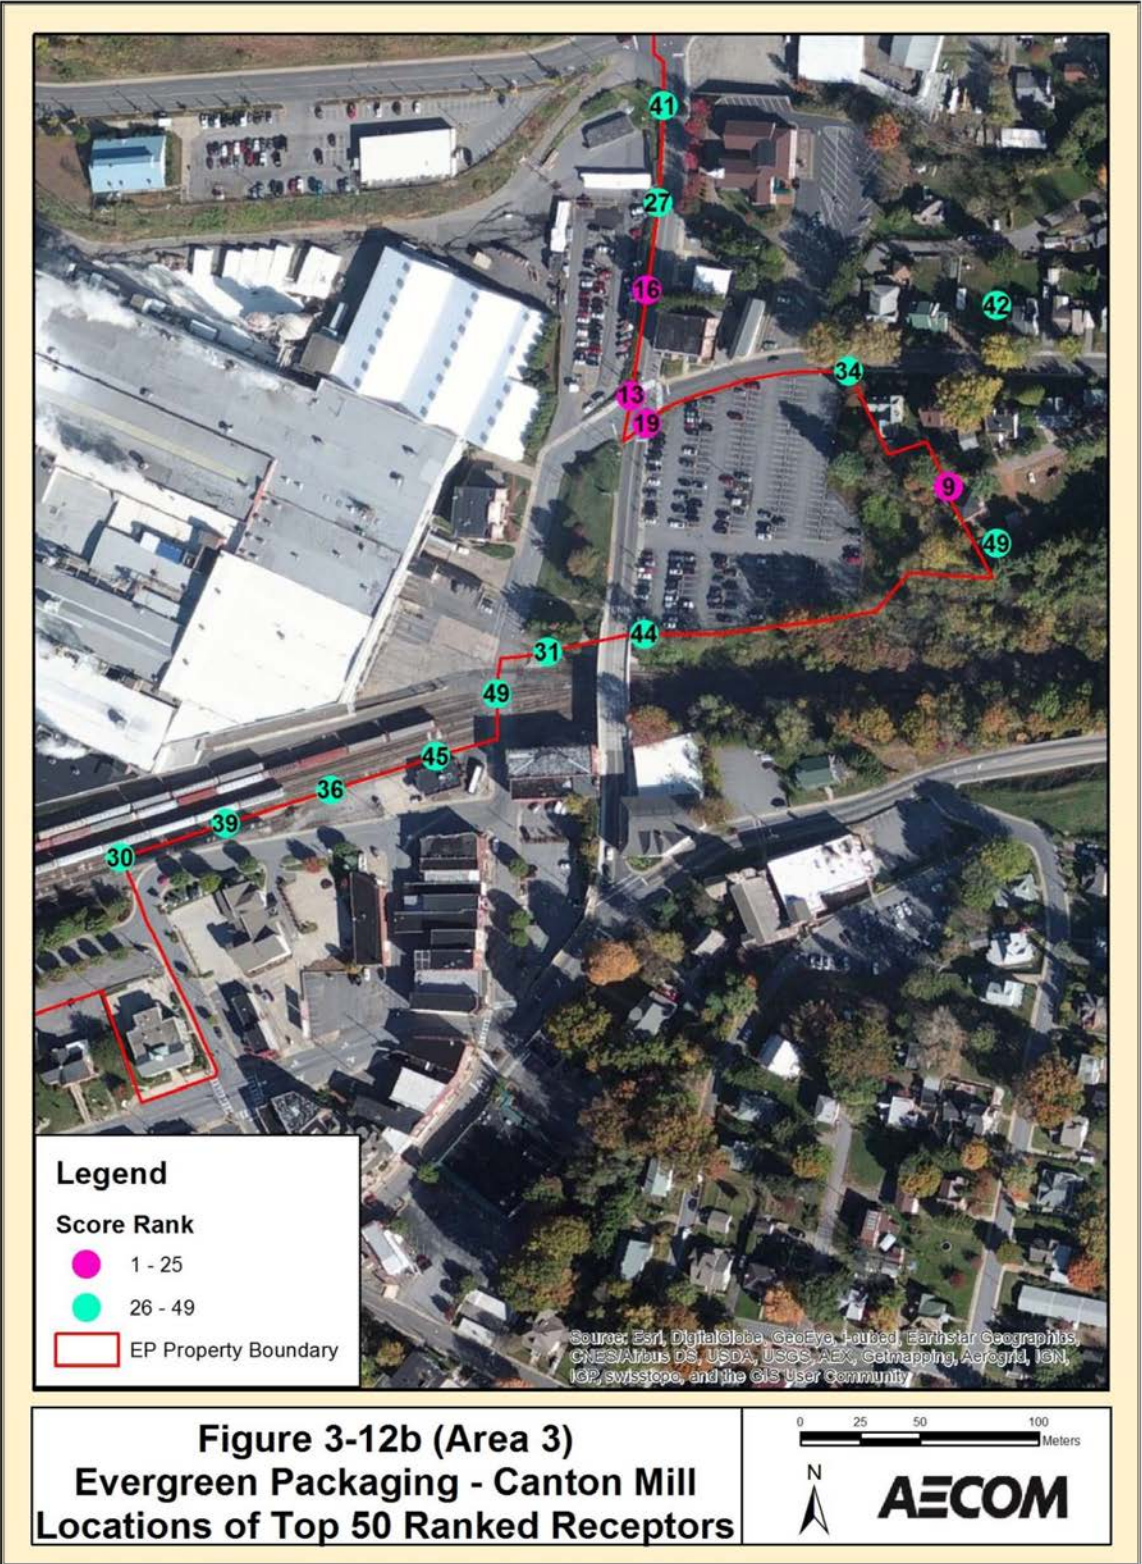 41
27
16
42
34
13
19
9
49
44
31
49
45
36
39
30
Legend
Score Rank
1 - 25
26 - 49
EP Property Boundary
Source: Esri, DigitalGlobe, GeoEye, i-cubed, Earthstar Geographics,
CNES/Airbus DS, USDA, USGS, AEX, Getmapping, Aerogrid, IGN,
IGP, swisstopo, and the GIS User Community
Figure 3-12b (Area 3)
Evergreen Packaging - Canton Mill
Locations of Top 50 Ranked Receptors
0 25 50 100
Meters
N
AECOM